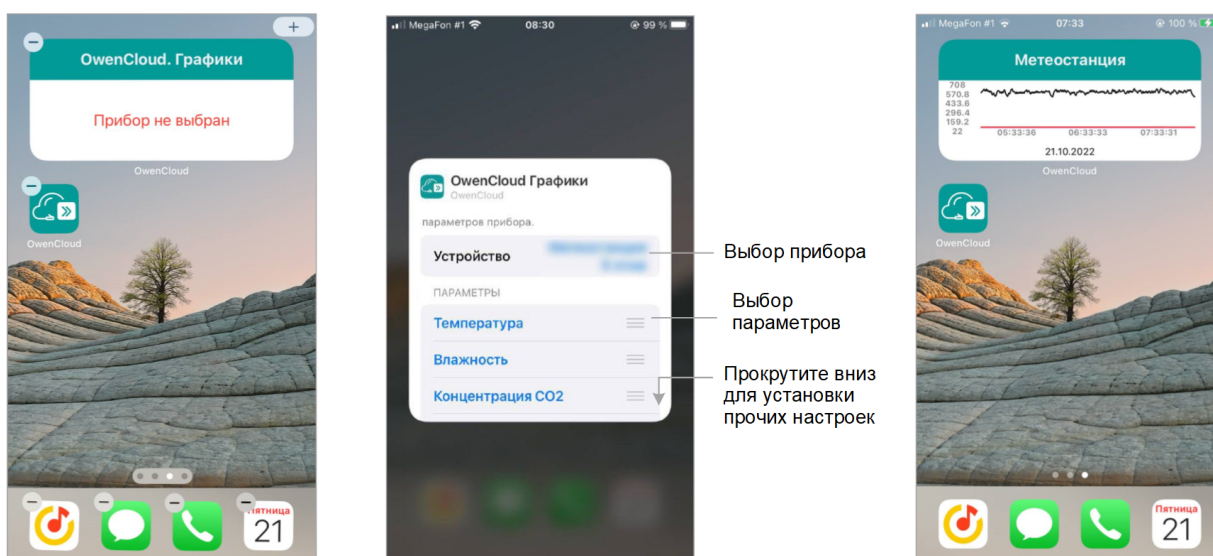 +
OwenCloud. Графики
Прибор не выбран
OwenCloud
OwenCloud
пятница
21
MegaFon #1
08:30
99 %
OwenCloud Графики
OwenCloud
параметров прибора.
Устройство
ПАРАМЕТРЫ
Температура
Влажность
Концентрация CO2
Выбор прибора
Выбор
параметров
Прокрутите вниз
для установки
прочих настроек
MegaFon #1
07:33
100 %
Метеостанция
708
570.8
433.6
296.4
159.2
22
05:33:36 06:33:33 07:33:31
21.10.2022
OwenCloud
OwenCloud
Пятница
21